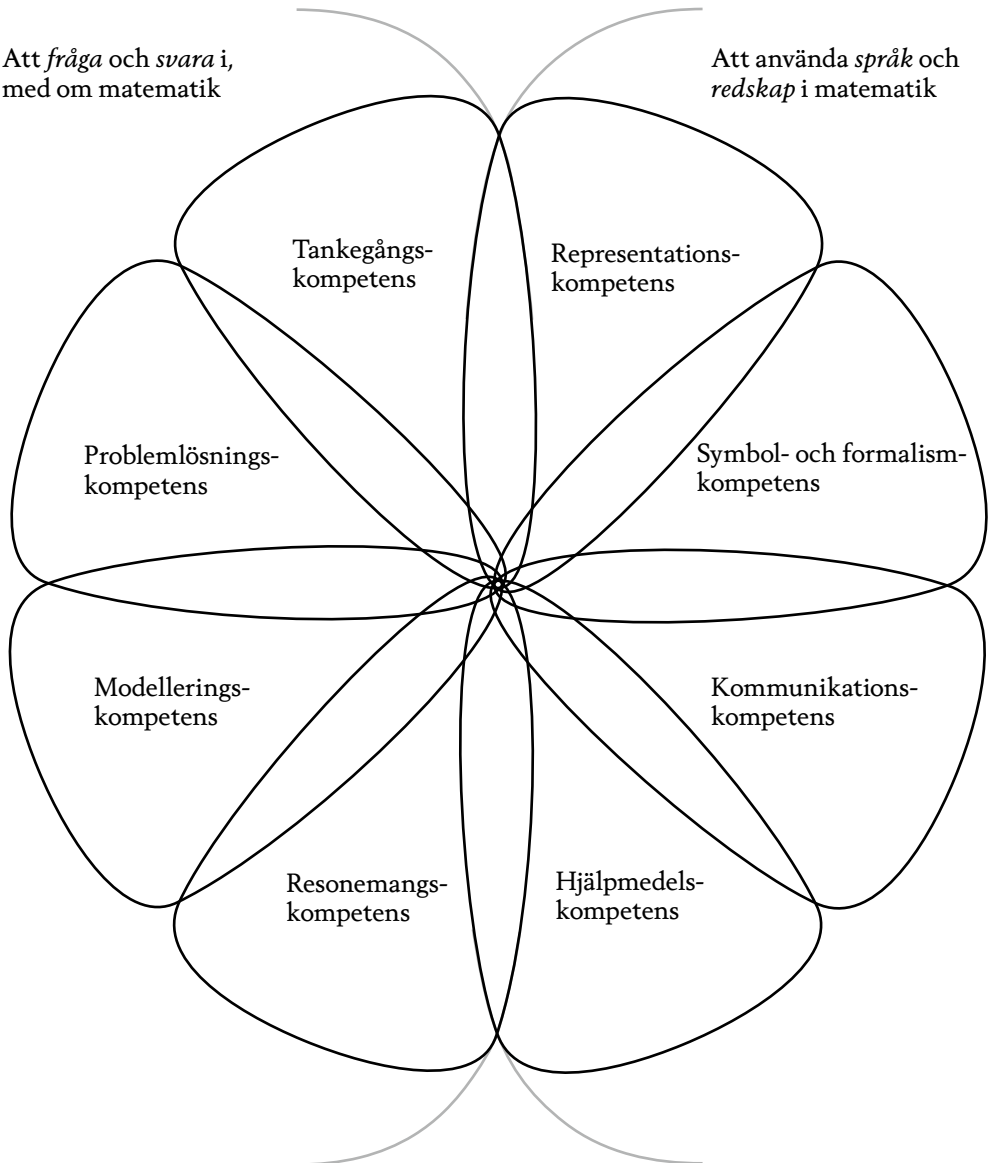 Att fråga och svara i,
med om matematik
Att använda språk och
redskap i matematik
Tankegångs-
kompetens
Representations-
kompetens
Problemlösnings-
kompetens
Symbol- och formalism-
kompetens
Modellerings-
kompetens
Kommunikations-
kompetens
Resonemangs-
kompetens
Hjälpmedels-
kompetens